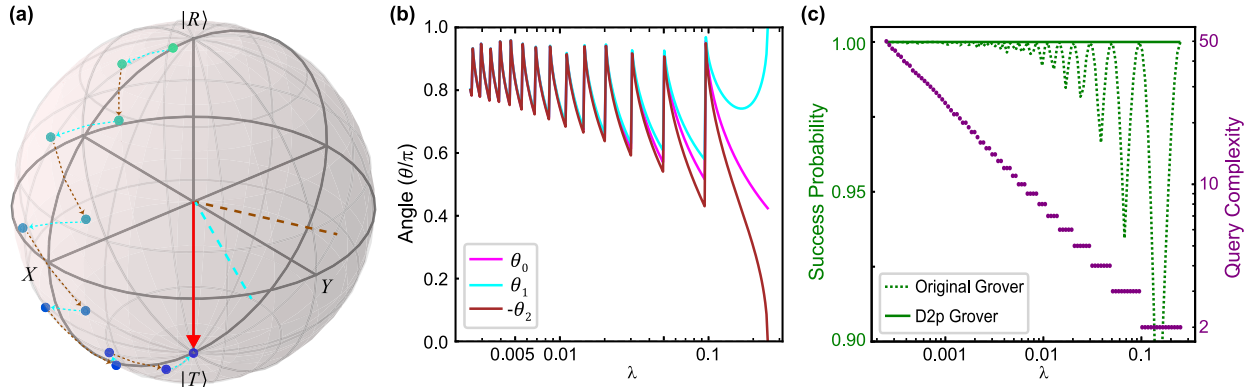 (a)
|R⟩
X
Y
|T⟩
(b)
Angle (θ/π)
1.0
0.8
0.6
0.4
0.2
0.0
θ₀
θ₁
-θ₂
0.005
0.01
0.1
λ
(c)
Success Probability
1.00
0.95
0.90
Original Grover
D2p Grover
0.001
0.01
0.1
λ
50
10
2
Query Complexity